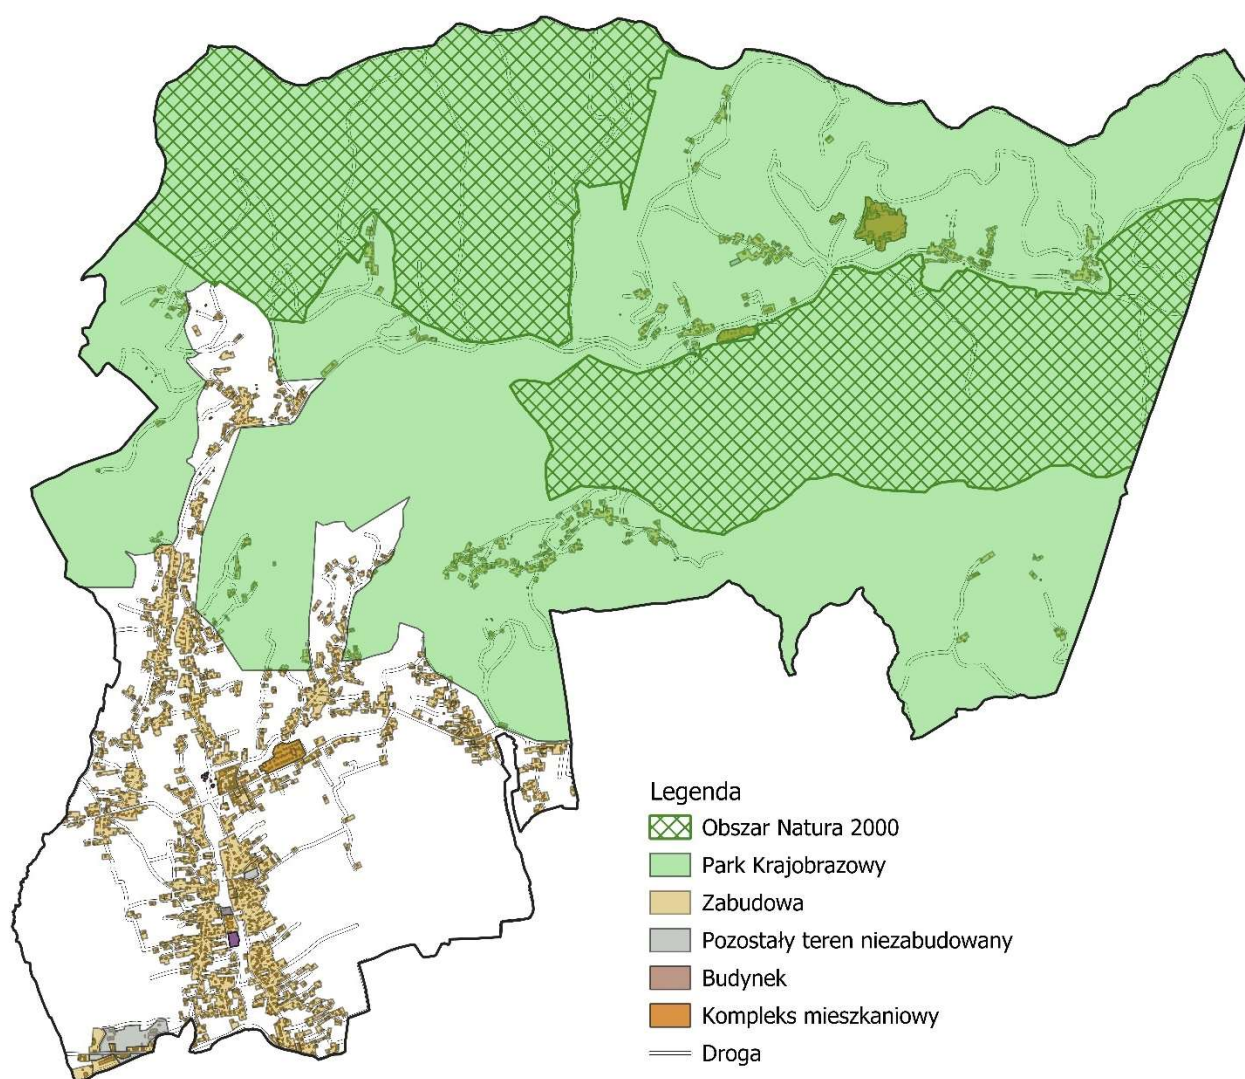 Legenda
Obszar Natura 2000
Park Krajobrazowy
Zabudowa
Pozostały teren niezabudowany
Budynek
Kompleks mieszkaniowy
Droga